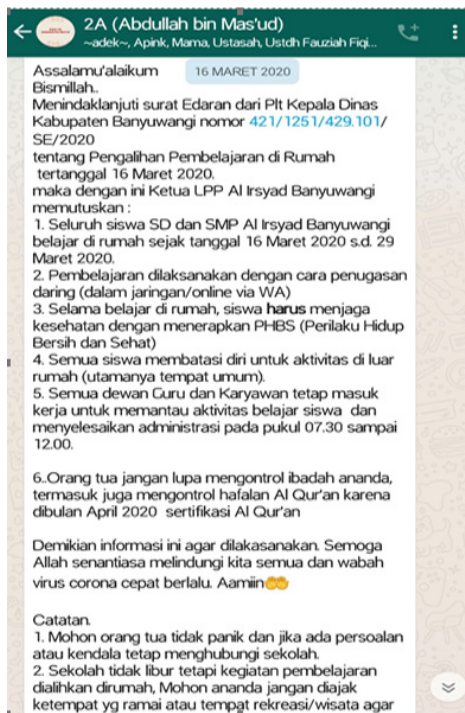 2A (Abdullah bin Mas'ud)
~adek~, Apink, Mama, Ustasah, Ustdh Fauziah Fiqi...
16 MARET 2020
Assalamu'alaikum
Bismillah..
Menindaklanjuti surat Edaran dari Plt Kepala Dinas
Kabupaten Banyuwangi nomor 421/1251/429.101/
SE/2020
tentang Pengalihan Pembelajaran di Rumah
tertanggal 16 Maret 2020.
maka dengan ini Ketua LPP Al Irsyad Banyuwangi
memutuskan :
1. Seluruh siswa SD dan SMP Al Irsyad Banyuwangi
belajar di rumah sejak tanggal 16 Maret 2020 s.d. 29
Maret 2020.
2. Pembelajaran dilaksanakan dengan cara penugasan
daring (dalam jaringan/online via WA)
3. Selama belajar di rumah, siswa harus menjaga
kesehatan dengan menerapkan PHBS (Perilaku Hidup
Bersih dan Sehat)
4. Semua siswa membatasi diri untuk aktivitas di luar
rumah (utamanya tempat umum).
5. Semua dewan Guru dan Karyawan tetap masuk
kerja untuk memantau aktivitas belajar siswa dan
menyelesaikan administrasi pada pukul 07.30 sampai
12.00.
6..Orang tua jangan lupa mengontrol ibadah ananda,
termasuk juga mengontrol hafalan Al Qur'an karena
dibulan April 2020 sertifikasi Al Qur'an
Demikian informasi ini agar dilakasanakan. Semoga
Allah senantiasa melindungi kita semua dan wabah
virus corona cepat berlalu. Aamiin🤲
Catatan.
1. Mohon orang tua tidak panik dan jika ada persoalan
atau kendala tetap menghubungi sekolah.
2. Sekolah tidak libur tetapi kegiatan pembelajaran
dialihkan dirumah, Mohon ananda jangan diajak
ketempat yg ramai atau tempat rekreasi/wisata agar